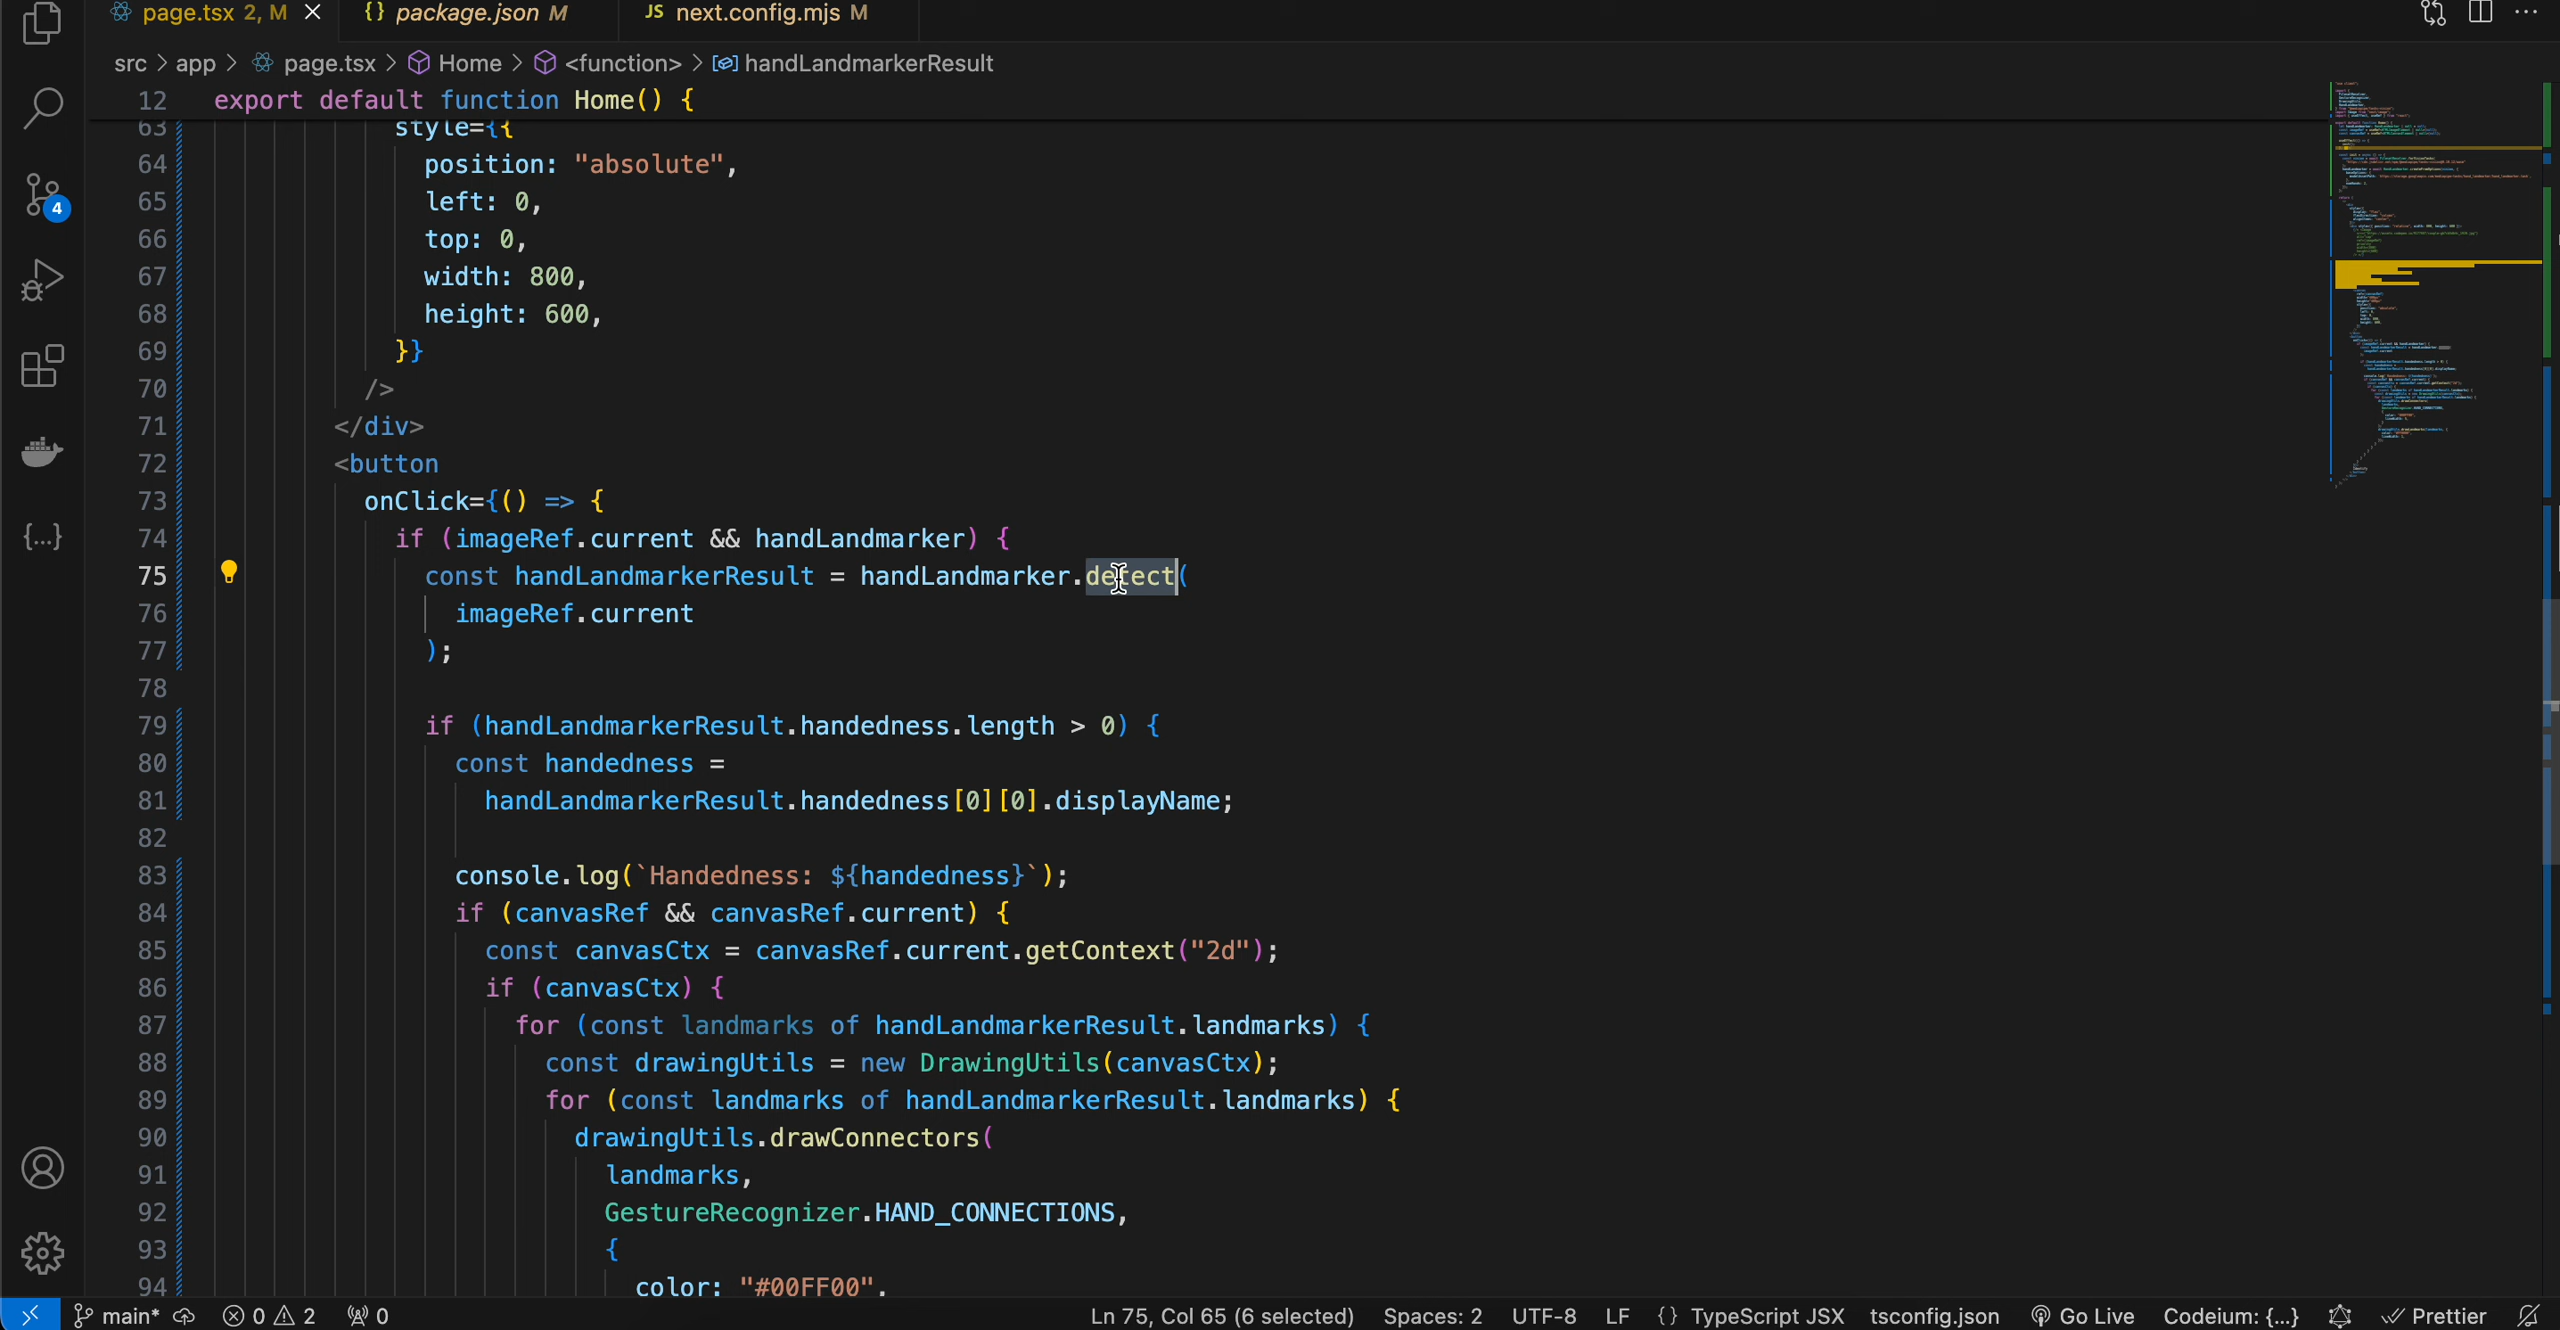 page.tsx 2, M
{} package.json M
JS next.config.mjs M
src > app > page.tsx > Home > <function> > handLandmarkerResult
12 export default function Home() {
63 style={{
64 position: "absolute",
65 left: 0,
66 top: 0,
67 width: 800,
68 height: 600,
69 }}
70 />
71 </div>
72 <button
73 onClick={() => {
74 if (imageRef.current && handLandmarker) {
75 const handLandmarkerResult = handLandmarker.detect(
76 imageRef.current
77 );
78
79 if (handLandmarkerResult.handedness.length > 0) {
80 const handedness =
81 handLandmarkerResult.handedness[0][0].displayName;
82
83 console.log(`Handedness: ${handedness}`);
84 if (canvasRef && canvasRef.current) {
85 const canvasCtx = canvasRef.current.getContext("2d");
86 if (canvasCtx) {
87 for (const landmarks of handLandmarkerResult.landmarks) {
88 const drawingUtils = new DrawingUtils(canvasCtx);
89 for (const landmarks of handLandmarkerResult.landmarks) {
90 drawingUtils.drawConnectors(
91 landmarks,
92 GestureRecognizer.HAND_CONNECTIONS,
93 {
94 color: "#00FF00",
4
{...}
main* 0 2 0 Ln 75, Col 65 (6 selected) Spaces: 2 UTF-8 LF {} TypeScript JSX tsconfig.json Go Live Codeium: {...} Prettier